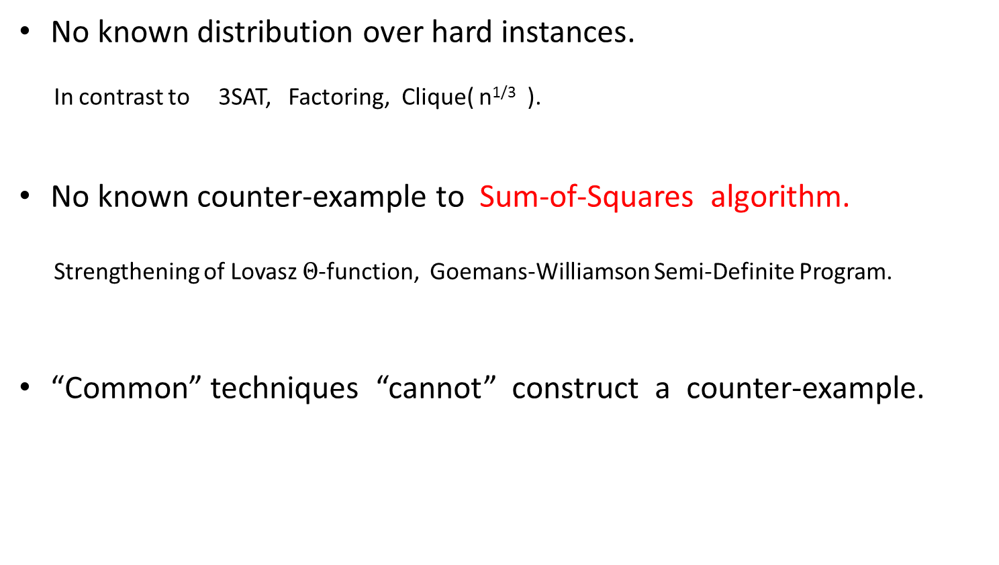 • No known distribution over hard instances.
In contrast to 3SAT, Factoring, Clique( n^1/3 ).
• No known counter-example to Sum-of-Squares algorithm.
Strengthening of Lovasz Θ-function, Goemans-Williamson Semi-Definite Program.
• “Common” techniques “cannot” construct a counter-example.